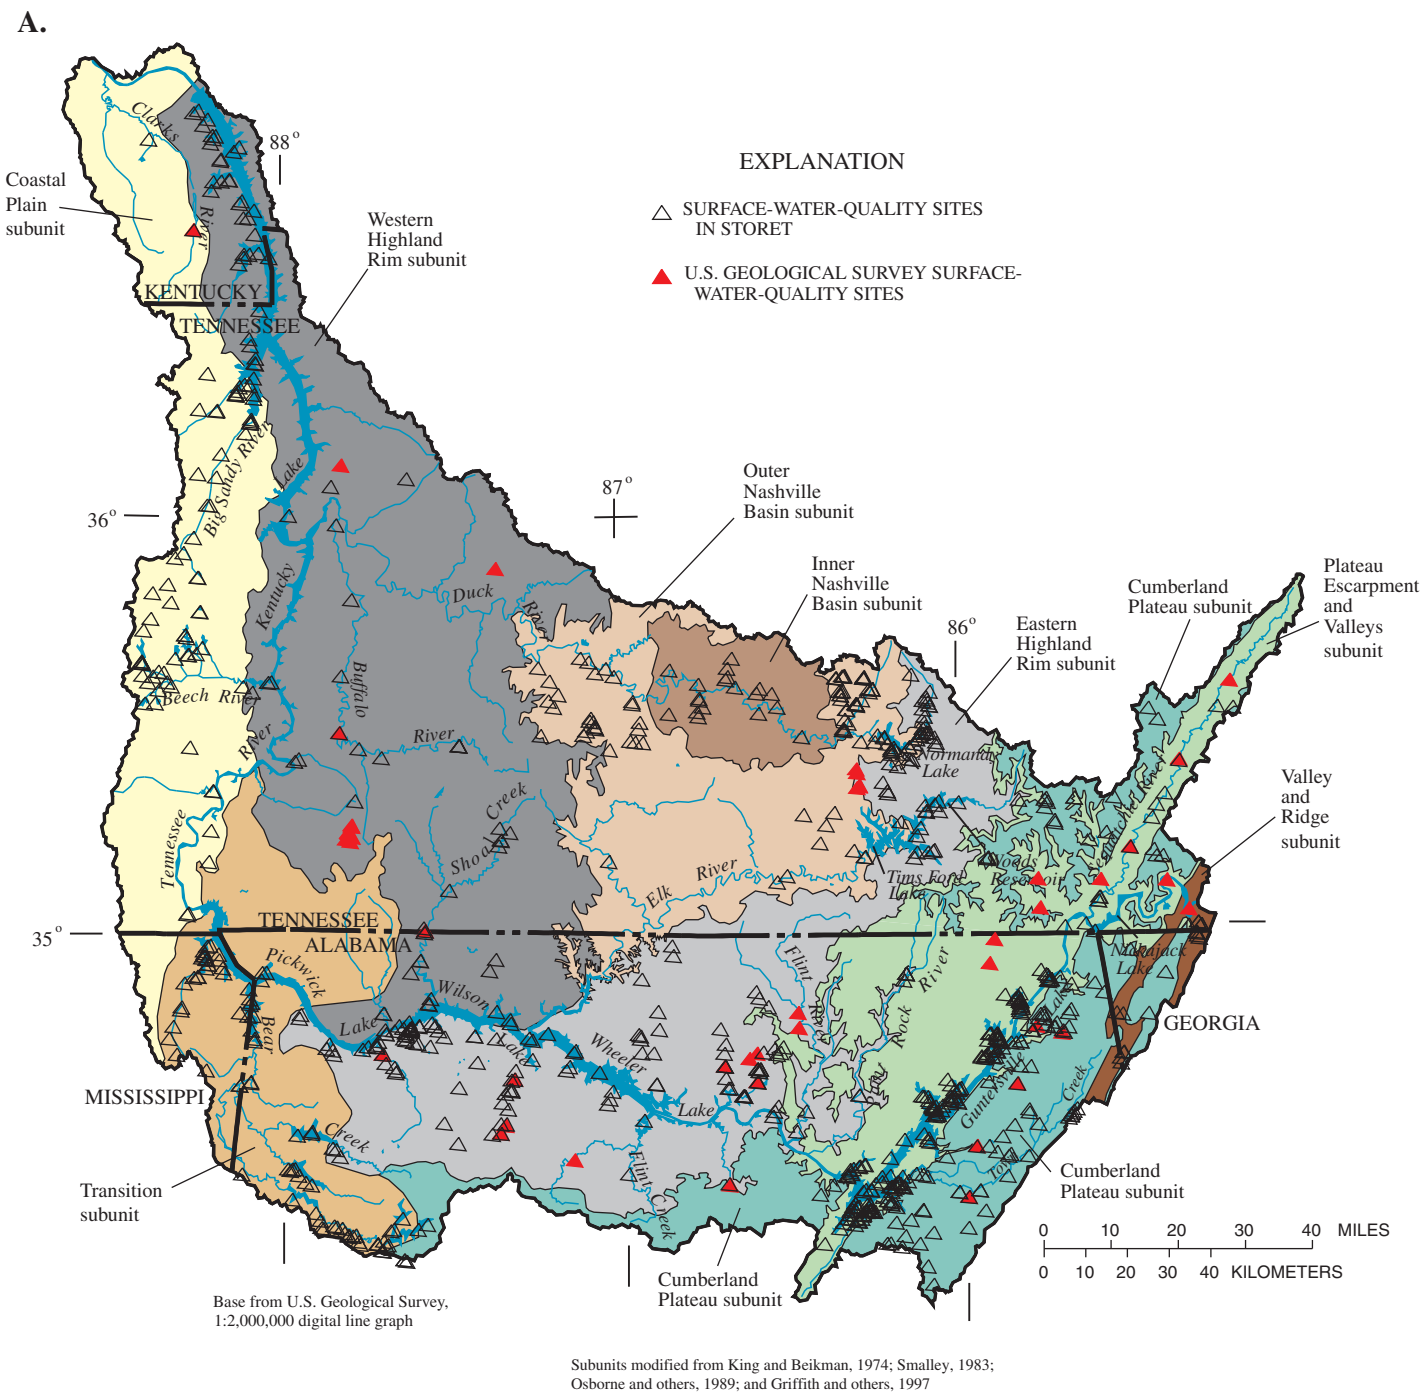 A.
88°
EXPLANATION
SURFACE-WATER-QUALITY SITES
IN STORET
U.S. GEOLOGICAL SURVEY SURFACE-
WATER-QUALITY SITES
Clarks
River
Coastal
Plain
subunit
Western
Highland
Rim subunit
KENTUCKY
TENNESSEE
Big Sandy River
Lake
Kentucky
36°
87°
Outer
Nashville
Basin subunit
Inner
Nashville
Basin subunit
86°
Eastern
Highland
Rim subunit
Cumberland
Plateau subunit
Plateau
Escarpment
and
Valleys
subunit
Duck
River
Buffalo
River
Beech River
River
Tennessee
Shoal Creek
Elk River
Normandy
Lake
Tims Ford
Lake
Woods
Reservoir
Sequatchie River
Valley
and
Ridge
subunit
35°
TENNESSEE
ALABAMA
Pickwick
Lake
Wilson
Lake
Wheeler
Lake
Flint
River
Paint Rock River
Nickajack
Lake
Guntersville
Lake
GEORGIA
Bear
Creek
MISSISSIPPI
Flint Creek
Town Creek
Transition
subunit
Cumberland
Plateau subunit
Cumberland
Plateau subunit
0 10 20 30 40 MILES
0 10 20 30 40 KILOMETERS
Base from U.S. Geological Survey,
1:2,000,000 digital line graph
Subunits modified from King and Beikman, 1974; Smalley, 1983;
Osborne and others, 1989; and Griffith and others, 1997